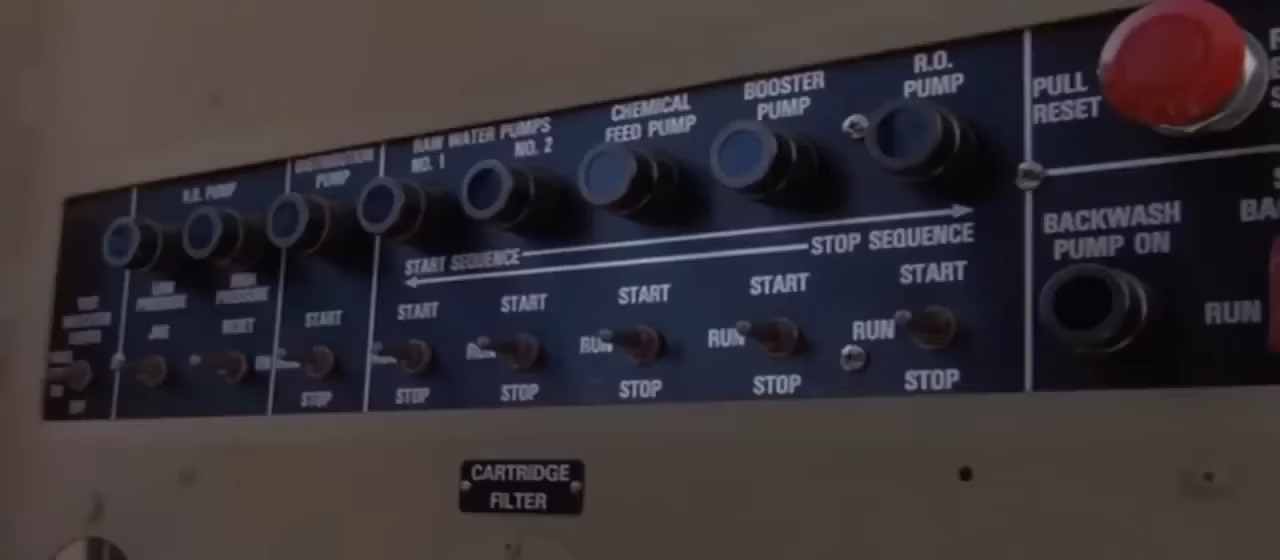 R.O. PUMP
PUMP
RAW WATER PUMPS
NO. 1
NO. 2
CHEMICAL
FEED PUMP
BOOSTER
PUMP
R.O.
PUMP
PULL
RESET
START SEQUENCE
STOP SEQUENCE
LOW
PRESSURE
HIGH
PRESSURE
RESET
START
STOP
START
STOP
START
RUN
STOP
START
RUN
STOP
START
RUN
STOP
START
RUN
STOP
BACKWASH
PUMP ON
BA
RUN
CARTRIDGE
FILTER